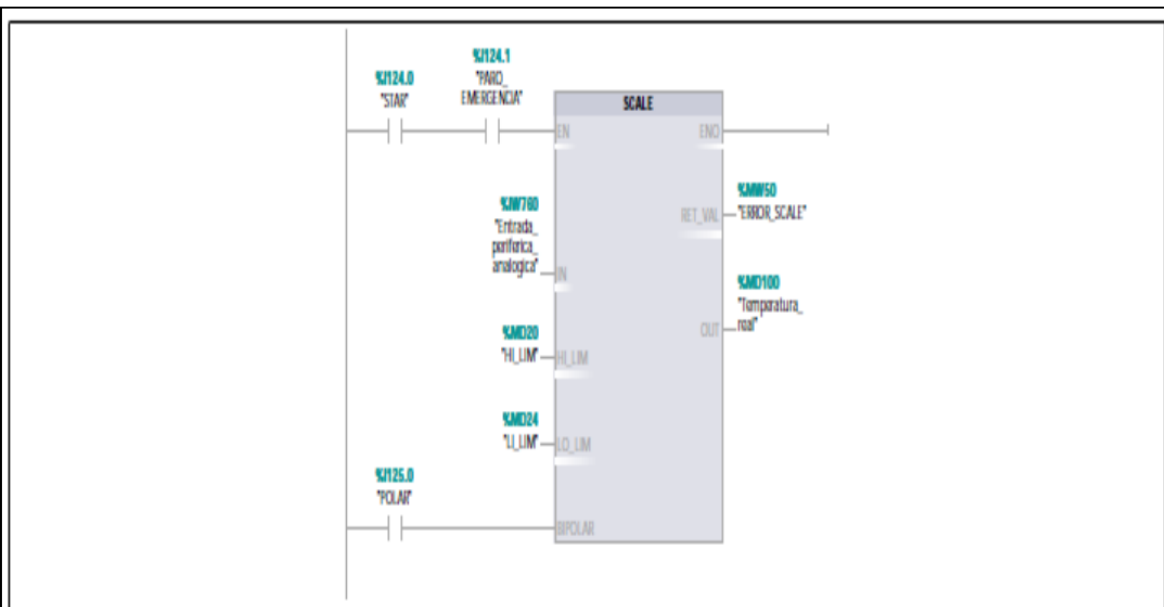 %I124.1
%I124.0
"PARO_
"STAR"
EMERGENCIA"
SCALE
EN
ENO
%IW760
"Entrada_
periferica_
analogica"
IN
%MW50
RET_VAL
"ERROR_SCALE"
%MD100
"Temperatura_
real"
OUT
%MD20
"HI_LIM"
HI_LIM
%MD24
"LI_LIM"
LO_LIM
%I125.0
"POLAR"
BIPOLAR